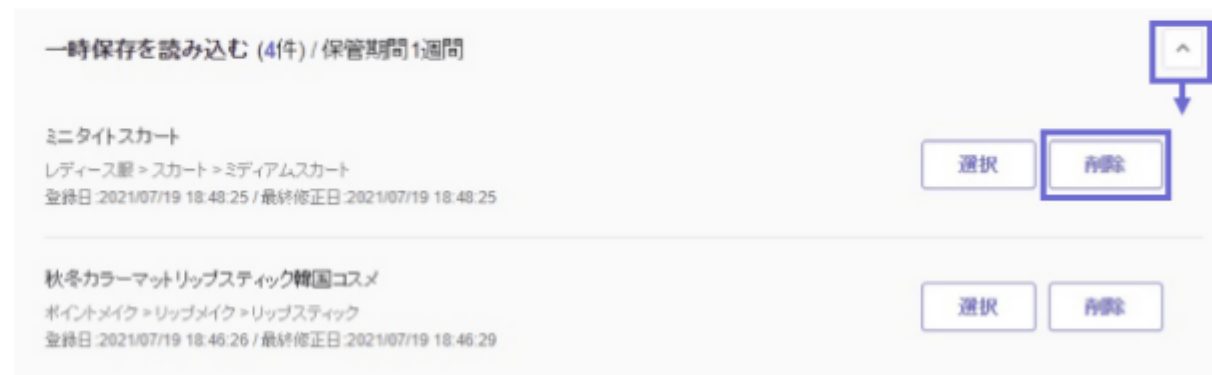 一時保存を読み込む (4件) / 保管期間1週間
ミニタイトスカート
レディース服 > スカート > ミディアムスカート
登録日:2021/07/19 18:48:25 / 最終修正日:2021/07/19 18:48:25
選択 削除
秋冬カラーマットリップスティック韓国コスメ
ポイントメイク > リップメイク > リップスティック
登録日:2021/07/19 18:46:26 / 最終修正日:2021/07/19 18:46:29
選択 削除